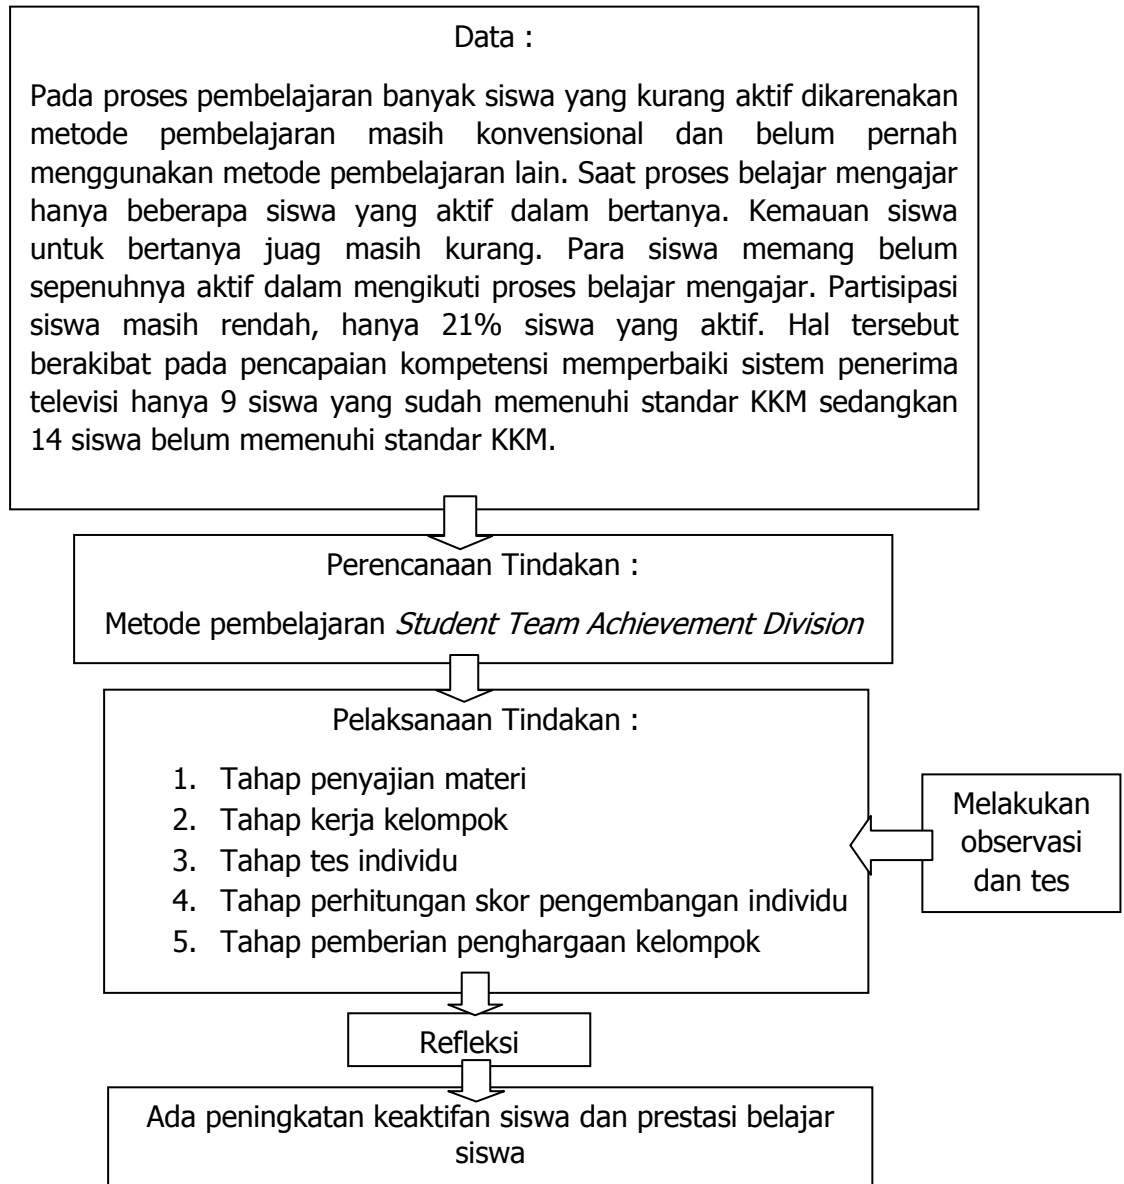 Data :
Pada proses pembelajaran banyak siswa yang kurang aktif dikarenakan
metode pembelajaran masih konvensional dan belum pernah
menggunakan metode pembelajaran lain. Saat proses belajar mengajar
hanya beberapa siswa yang aktif dalam bertanya. Kemauan siswa
untuk bertanya juag masih kurang. Para siswa memang belum
sepenuhnya aktif dalam mengikuti proses belajar mengajar. Partisipasi
siswa masih rendah, hanya 21% siswa yang aktif. Hal tersebut
berakibat pada pencapaian kompetensi memperbaiki sistem penerima
televisi hanya 9 siswa yang sudah memenuhi standar KKM sedangkan
14 siswa belum memenuhi standar KKM.
Perencanaan Tindakan :
Metode pembelajaran Student Team Achievement Division
Pelaksanaan Tindakan :
1. Tahap penyajian materi
2. Tahap kerja kelompok
3. Tahap tes individu
4. Tahap perhitungan skor pengembangan individu
5. Tahap pemberian penghargaan kelompok
Melakukan
observasi
dan tes
Refleksi
Ada peningkatan keaktifan siswa dan prestasi belajar
siswa